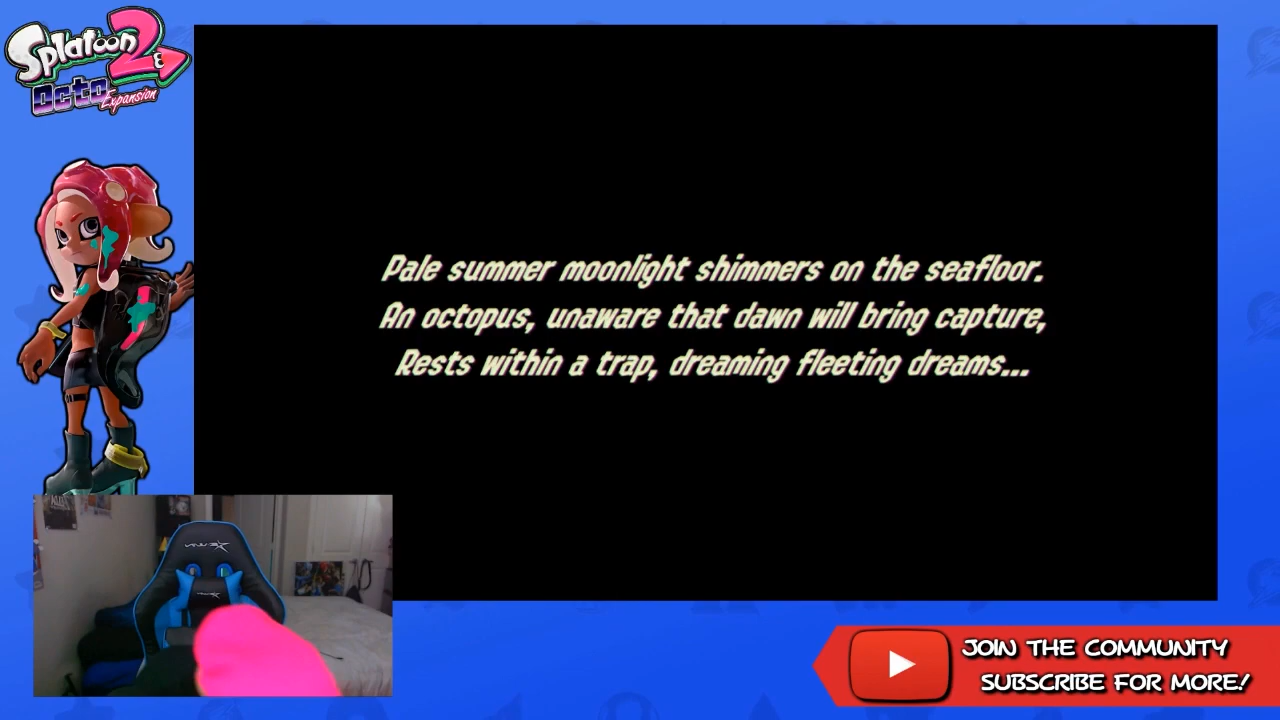 Splatoon 2
Octo Expansion
Pale summer moonlight shimmers on the seafloor.
An octopus, unaware that dawn will bring capture,
Rests within a trap, dreaming fleeting dreams...
JOIN THE COMMUNITY
SUBSCRIBE FOR MORE!